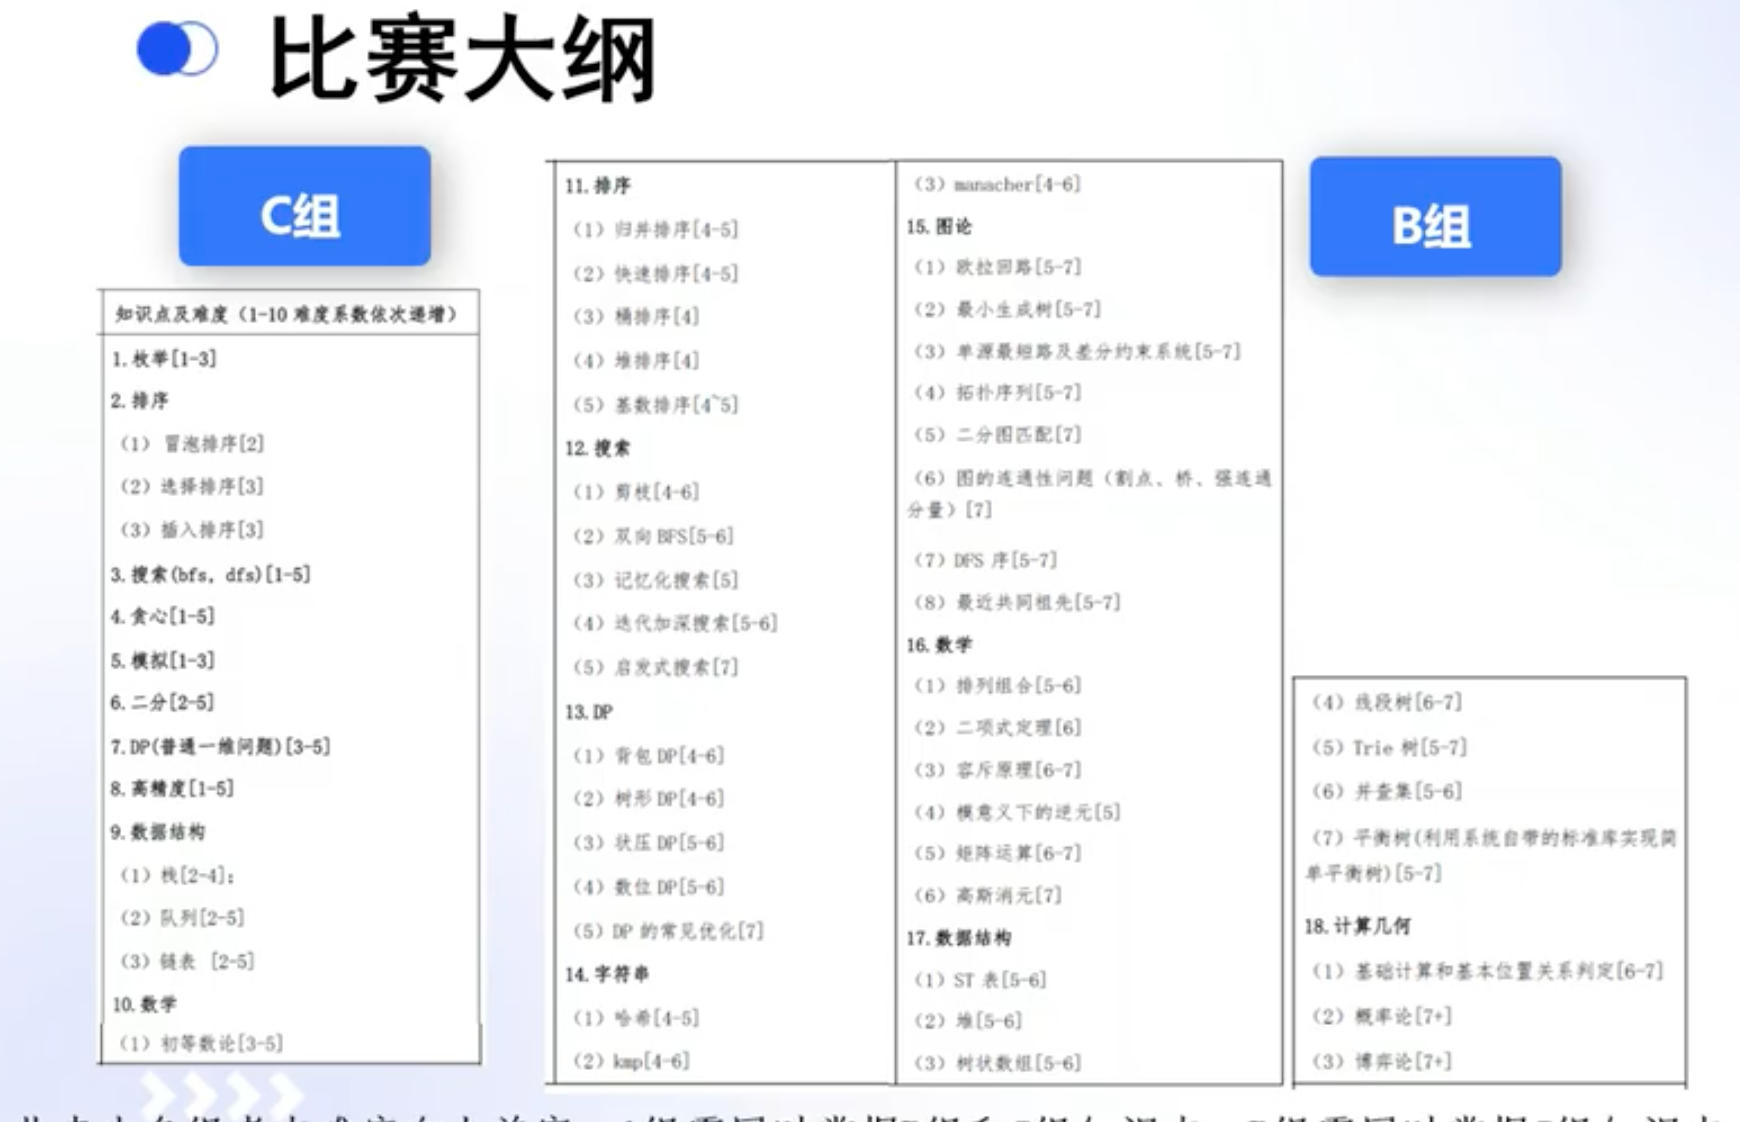 比赛大纲
C组
知识点及难度（1-10 难度系数依次递增）
1.枚举[1-3]
2.排序
（1） 冒泡排序[2]
（2）选择排序[3]
（3）插入排序[3]
3.搜索(bfs, dfs)[1-5]
4.贪心[1-5]
5.模拟[1-3]
6.二分[2-5]
7.DP(普通一维问题)[3-5]
8.高精度[1-5]
9.数据结构
（1）栈[2-4];
（2）队列[2-5]
（3）链表 [2-5]
10.数学
（1）初等数论[3-5]
11.排序
（1）归并排序[4-5]
（2）快速排序[4-5]
（3）桶排序[4]
（4）堆排序[4]
（5）基数排序[4~5]
12.搜索
（1）剪枝[4-6]
（2）双向 BFS[5-6]
（3）记忆化搜索[5]
（4）迭代加深搜索[5-6]
（5）启发式搜索[7]
13.DP
（1）背包 DP[4-6]
（2）树形 DP[4-6]
（3）状压 DP[5-6]
（4）数位 DP[5-6]
（5）DP 的常见优化[7]
14.字符串
（1）哈希[4-5]
（2）kmp[4-6]
（3）manacher[4-6]
15.图论
（1）欧拉回路[5-7]
（2）最小生成树[5-7]
（3）单源最短路及差分约束系统[5-7]
（4）拓扑序列[5-7]
（5）二分图匹配[7]
（6）图的连通性问题（割点、桥、强连通
分量）[7]
（7）DFS 序[5-7]
（8）最近共同祖先[5-7]
16.数学
（1）排列组合[5-6]
（2）二项式定理[6]
（3）容斥原理[6-7]
（4）模意义下的逆元[5]
（5）矩阵运算[6-7]
（6）高斯消元[7]
17.数据结构
（1）ST 表[5-6]
（2）堆[5-6]
（3）树状数组[5-6]
B组
（4）线段树[6-7]
（5）Trie 树[5-7]
（6）并查集[5-6]
（7）平衡树(利用系统自带的标准库实现简
单平衡树)[5-7]
18.计算几何
（1）基础计算和基本位置关系判定[6-7]
（2）概率论[7+]
（3）博弈论[7+]